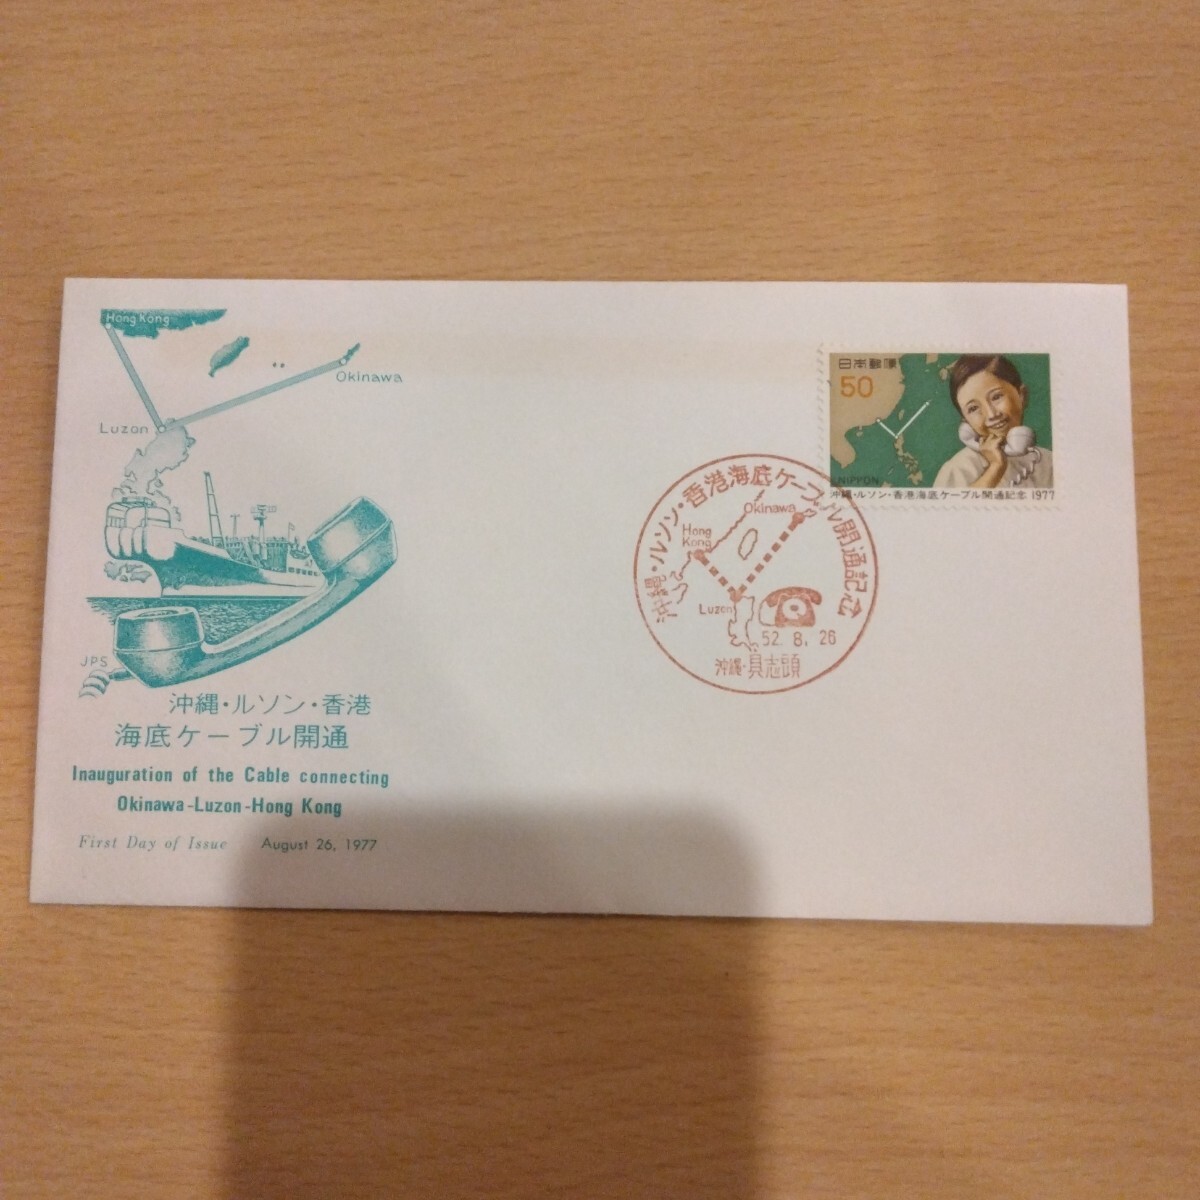 Hong Kong
Okinawa
Luzon
JPS
沖縄・ルソン・香港
海底ケーブル開通
Inauguration of the Cable connecting
Okinawa-Luzon-Hong Kong
First Day of Issue August 26, 1977
日本郵便
50
NIPPON
沖縄・ルソン・香港海底ケーブル開通記念 1977
沖縄・ルソン・香港海底ケーブル開通記念
Okinawa
Hong
Kong
Luzon
52.8.26
沖縄・具志頭